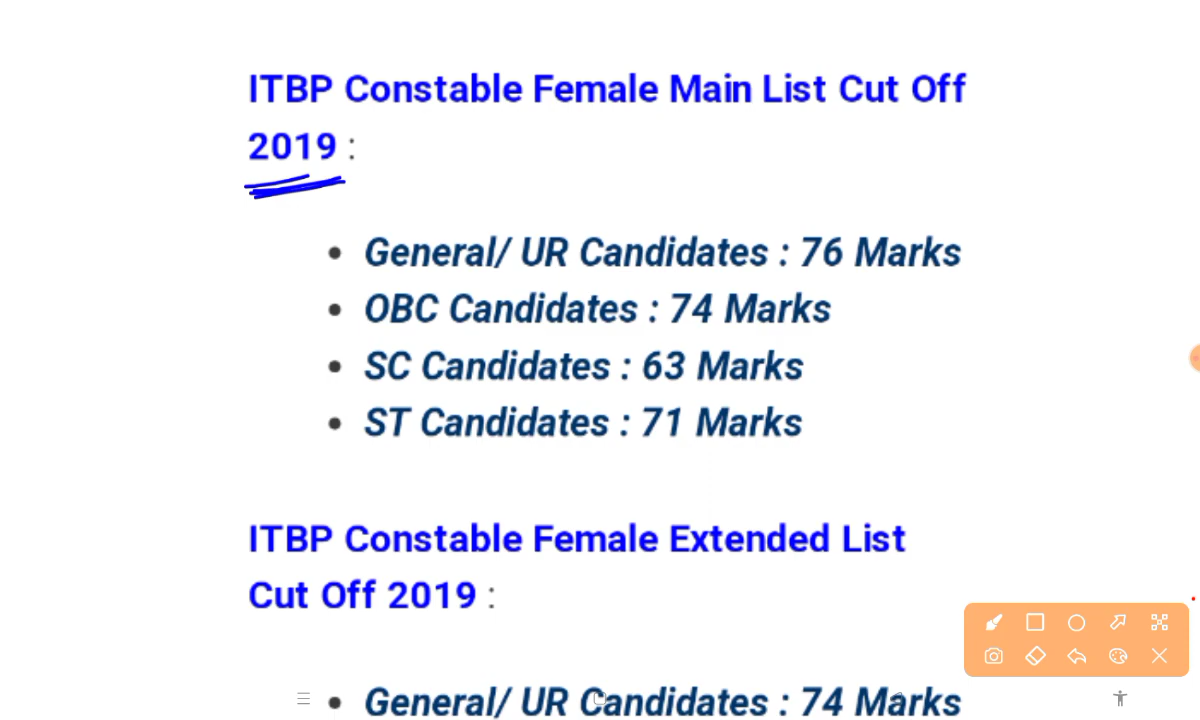 ITBP Constable Female Main List Cut Off
2019 :
• General/ UR Candidates : 76 Marks
• OBC Candidates : 74 Marks
• SC Candidates : 63 Marks
• ST Candidates : 71 Marks
ITBP Constable Female Extended List
Cut Off 2019 :
• General/ UR Candidates : 74 Marks